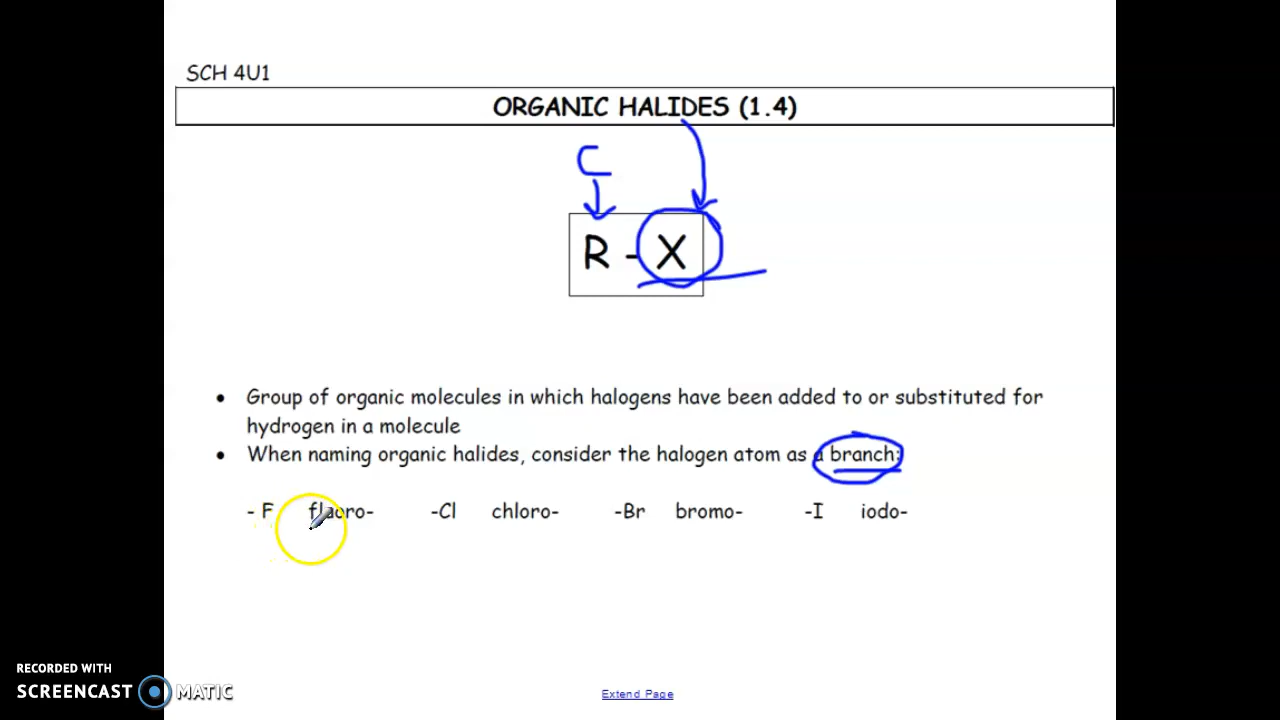 SCH 4U1
ORGANIC HALIDES (1.4)
C
R - X
• Group of organic molecules in which halogens have been added to or substituted for
hydrogen in a molecule
• When naming organic halides, consider the halogen atom as a branch:
- F fluoro- -Cl chloro- -Br bromo- -I iodo-
RECORDED WITH
SCREENCAST MATIC
Extend Page